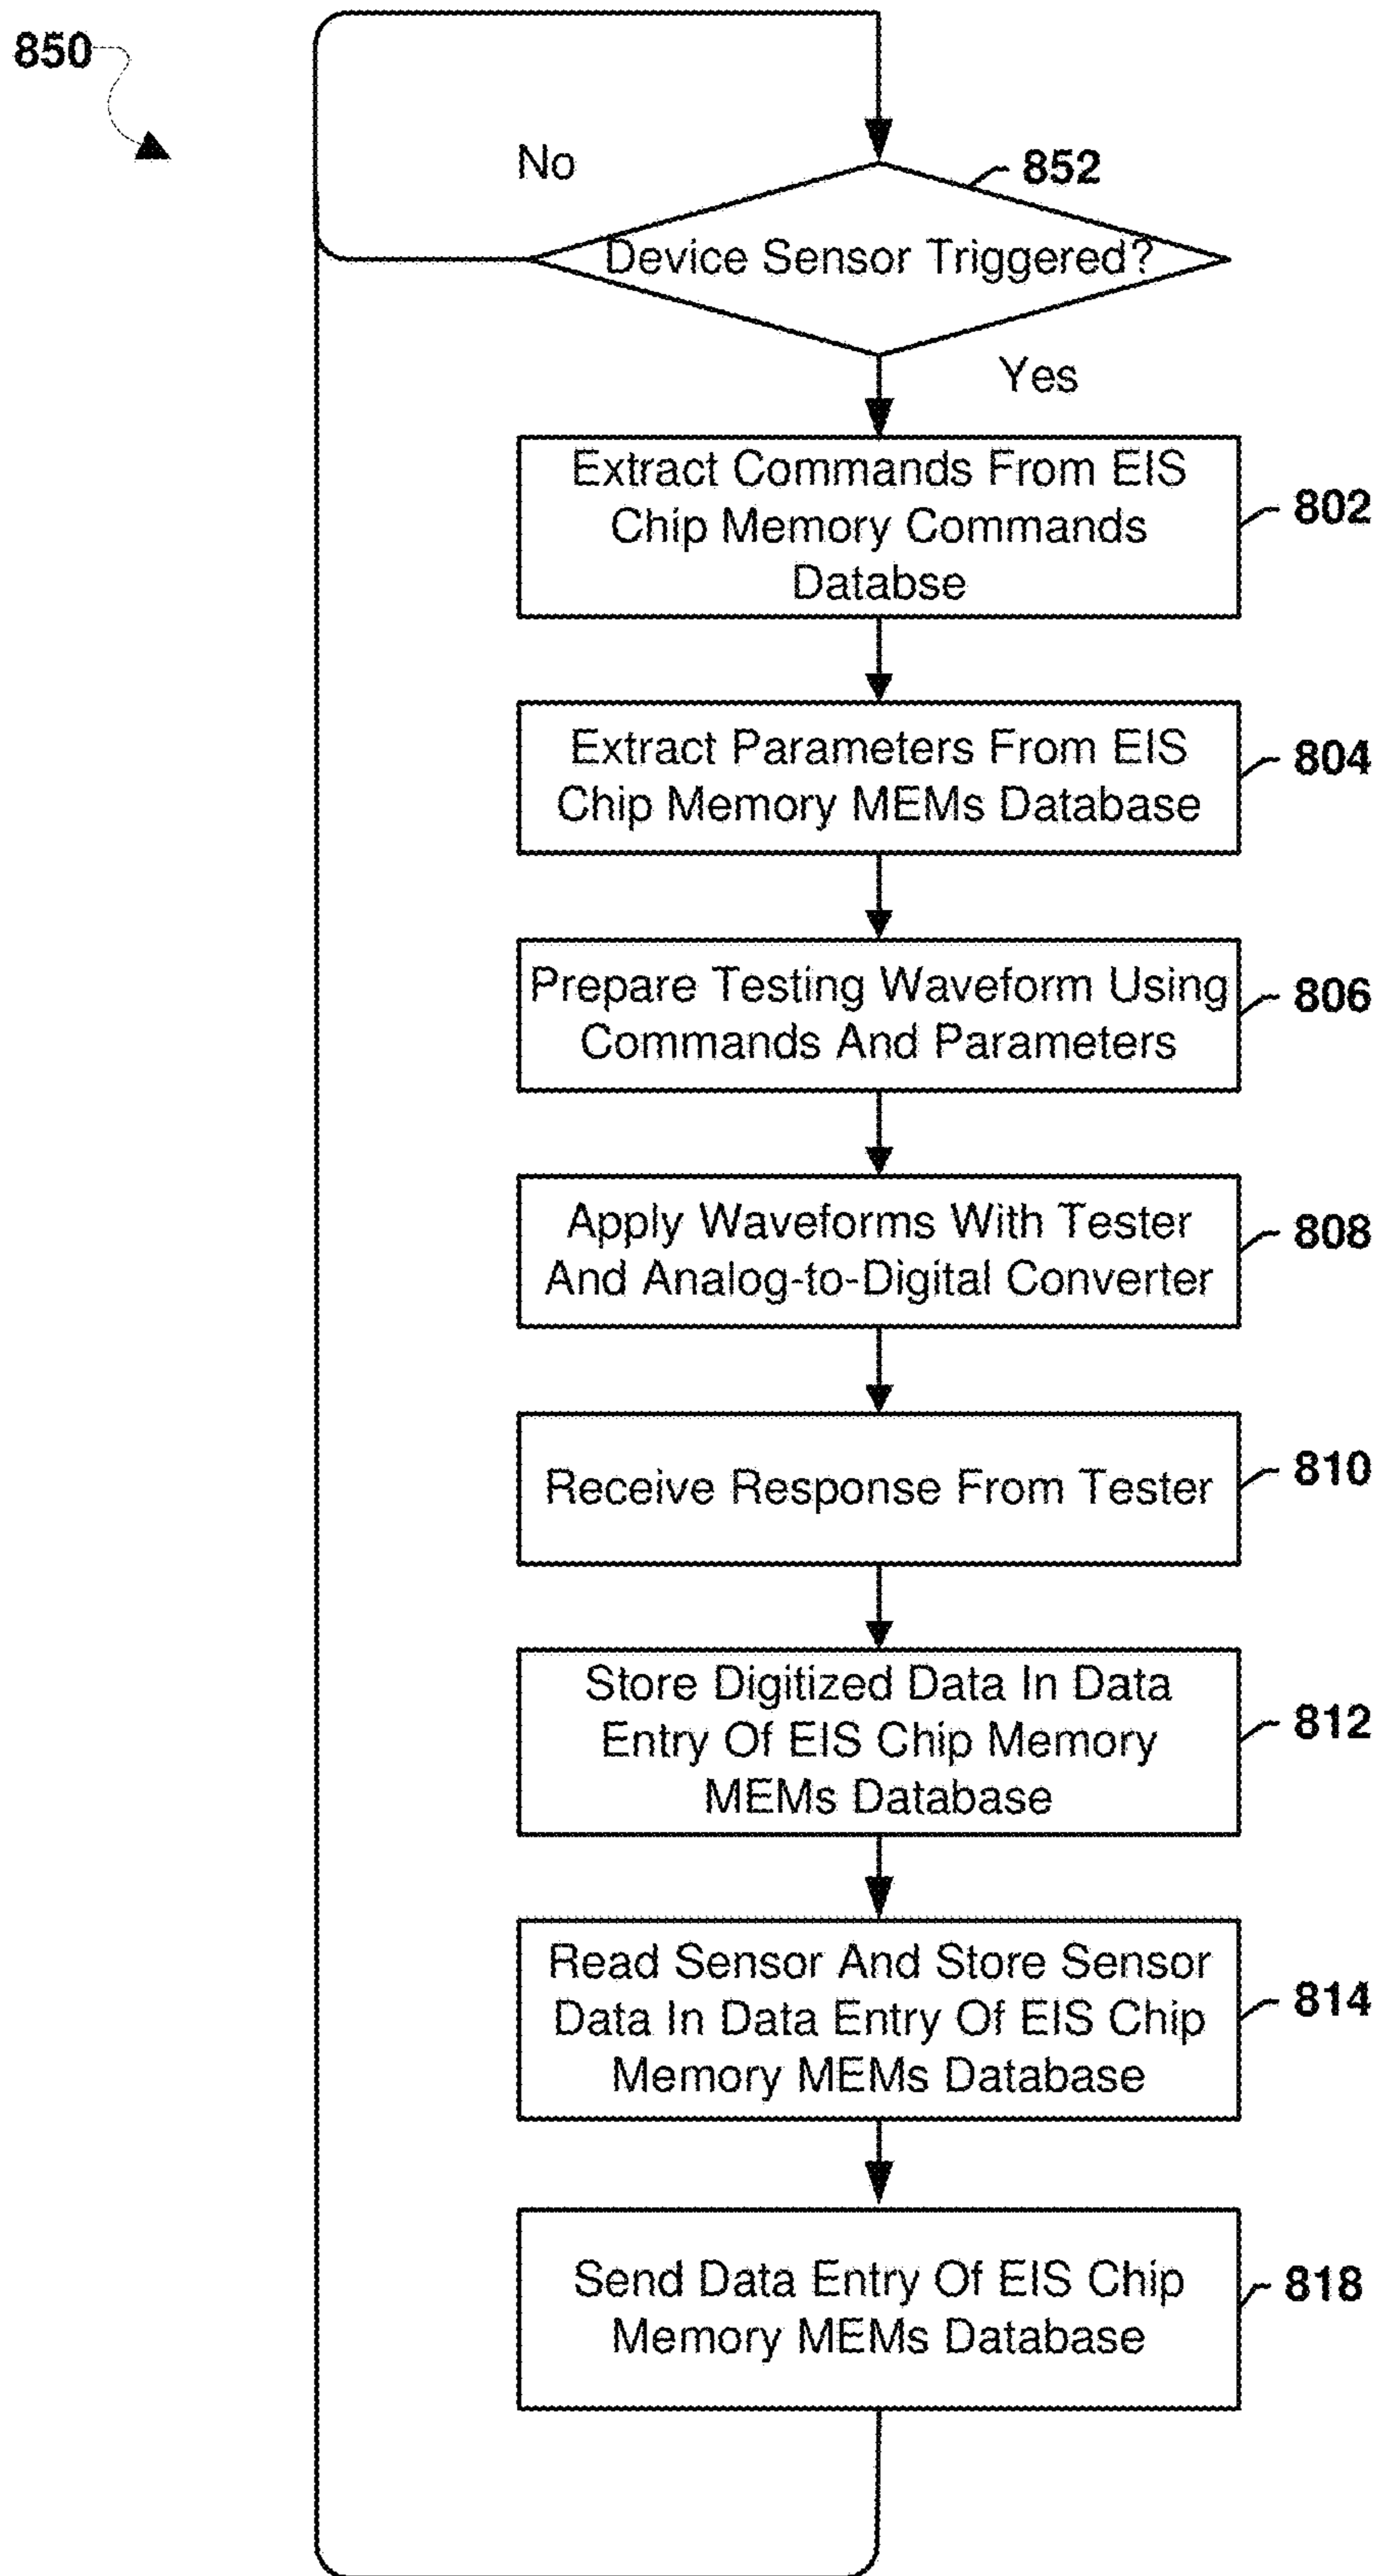 850
No
852
Device Sensor Triggered?
Yes
Extract Commands From EIS
Chip Memory Commands
Databse
802
Extract Parameters From EIS
Chip Memory MEMs Database
804
Prepare Testing Waveform Using
Commands And Parameters
806
Apply Waveforms With Tester
And Analog-to-Digital Converter
808
Receive Response From Tester
810
Store Digitized Data In Data
Entry Of EIS Chip Memory
MEMs Database
812
Read Sensor And Store Sensor
Data In Data Entry Of EIS Chip
Memory MEMs Database
814
Send Data Entry Of EIS Chip
Memory MEMs Database
818